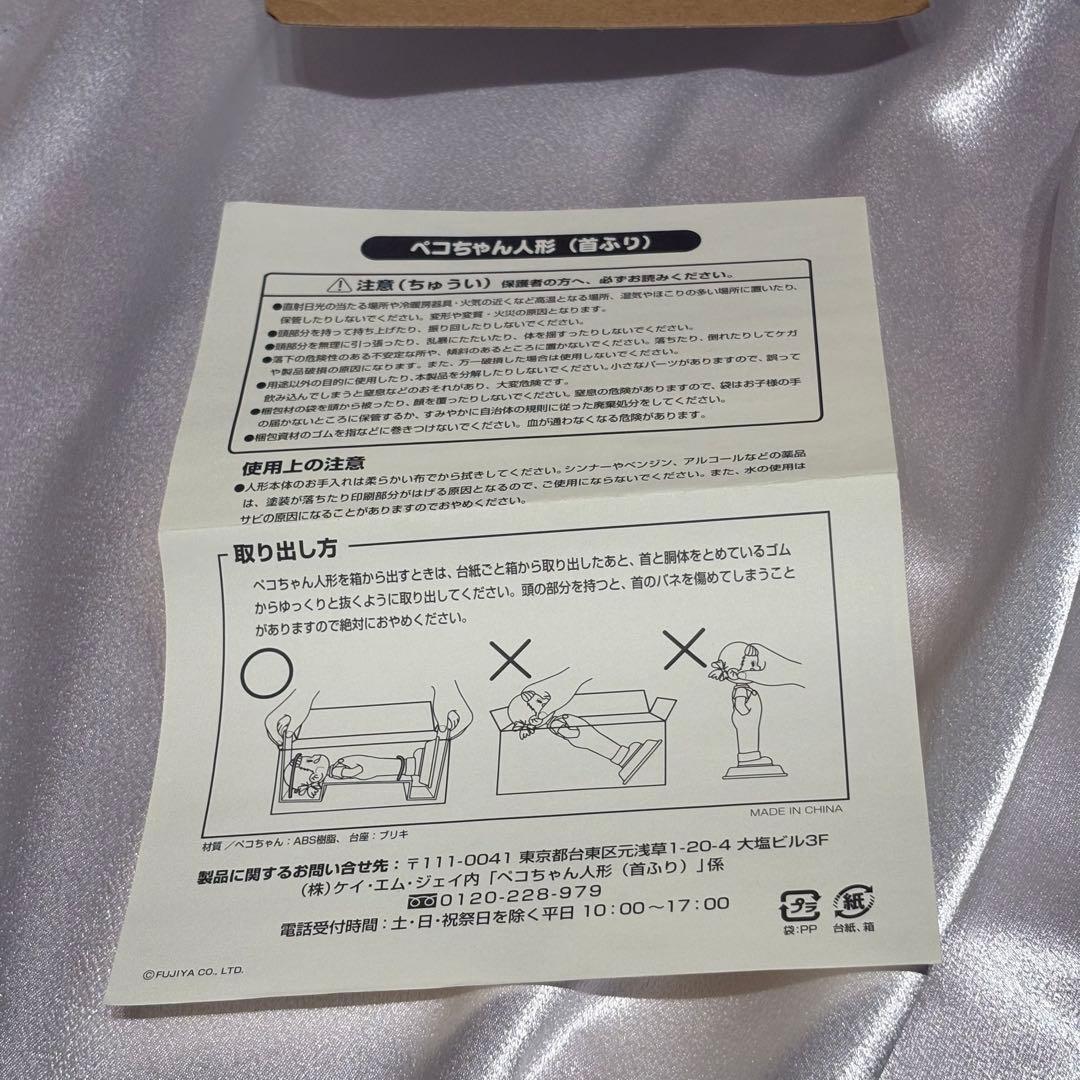 ペコちゃん人形（首ふり）
⚠注意（ちゅうい）保護者の方へ、必ずお読みください。
●直射日光の当たる場所や冷暖房器具・火気の近くなど高温となる場所、湿気やほこりの多い場所に置いたり、
保管したりしないでください。変形や変質・火災の原因となります。
●頭部分を持って持ち上げたり、振り回したりしないでください。
●頭部分を無理に引っ張ったり、乱暴にたたいたり、体を揺すったりしないでください。
●落下の危険性のある不安定な所や、傾斜のあるところに置かないでください。落ちたり、倒れたりしてケガ
や製品破損の原因になります。また、万一破損した場合は使用しないでください。
●用途以外の目的に使用したり、本製品を分解したりしないでください。小さなパーツがありますので、誤って
飲み込んでしまうと窒息などのおそれがあり、大変危険です。
●梱包材の袋を頭から被ったり、顔を覆ったりしないでください。窒息の危険がありますので、袋はお子様の手
の届かないところに保管するか、すみやかに自治体の規則に従った廃棄処分をしてください。
●梱包資材のゴムを指などに巻きつけないでください。血が通わなくなる危険があります。
使用上の注意
●人形本体のお手入れは柔らかい布でから拭きしてください。シンナーやベンジン、アルコールなどの薬品
は、塗装が落ちたり印刷部分がはげる原因となるので、ご使用にならないでください。また、水の使用は
サビの原因になることがありますのでおやめください。
取り出し方
ペコちゃん人形を箱から出すときは、台紙ごと箱から取り出したあと、首と胴体をとめているゴム
からゆっくりと抜くように取り出してください。頭の部分を持つと、首のバネを傷めてしまうこと
がありますので絶対におやめください。
MADE IN CHINA
材質／ペコちゃん：ABS樹脂、台座：ブリキ
製品に関するお問い合せ先：〒111-0041 東京都台東区元浅草1-20-4 大塩ビル3F
（株）ケイ・エム・ジェイ内「ペコちゃん人形（首ふり）」係
0120-228-979
電話受付時間：土・日・祝祭日を除く平日 10：00～17：00
プラ 紙
袋：PP 台紙、箱
©FUJIYA CO., LTD.